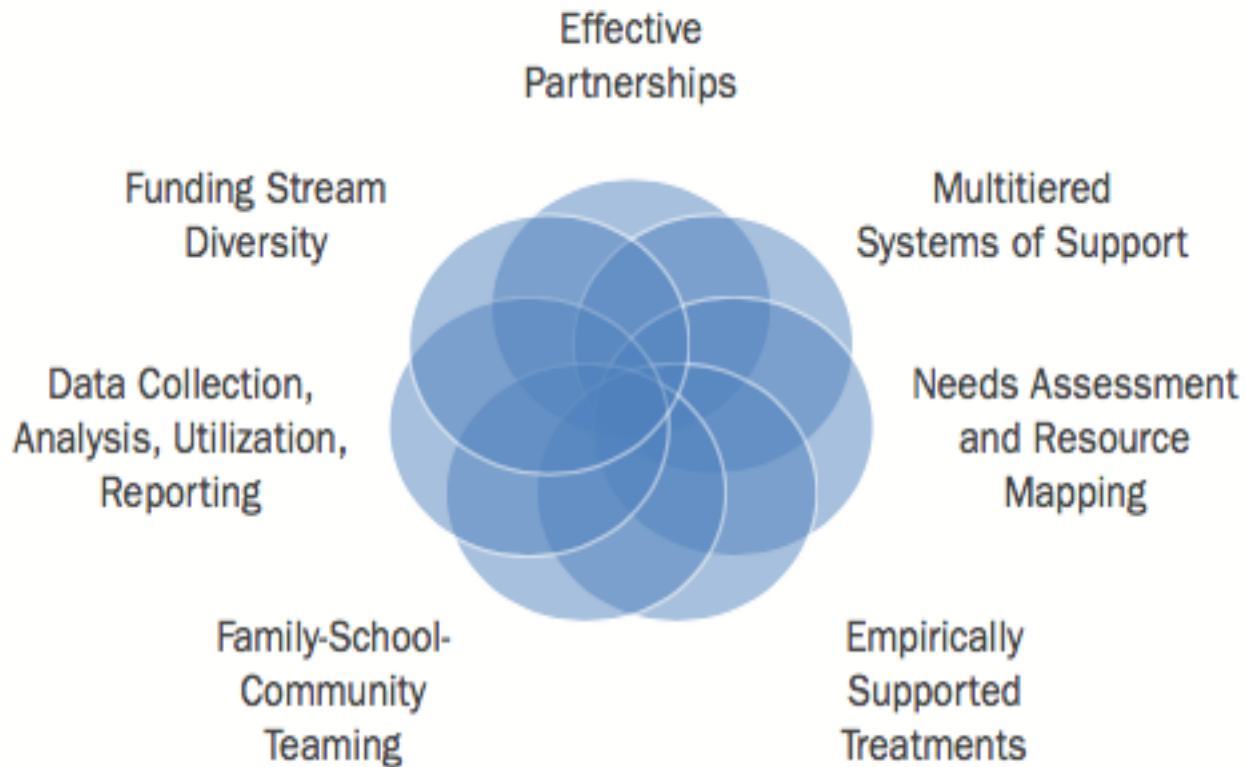 Effective
Partnerships
Funding Stream
Diversity
Multitiered
Systems of Support
Data Collection,
Analysis, Utilization,
Reporting
Needs Assessment
and Resource
Mapping
Family-School-
Community
Teaming
Empirically
Supported
Treatments